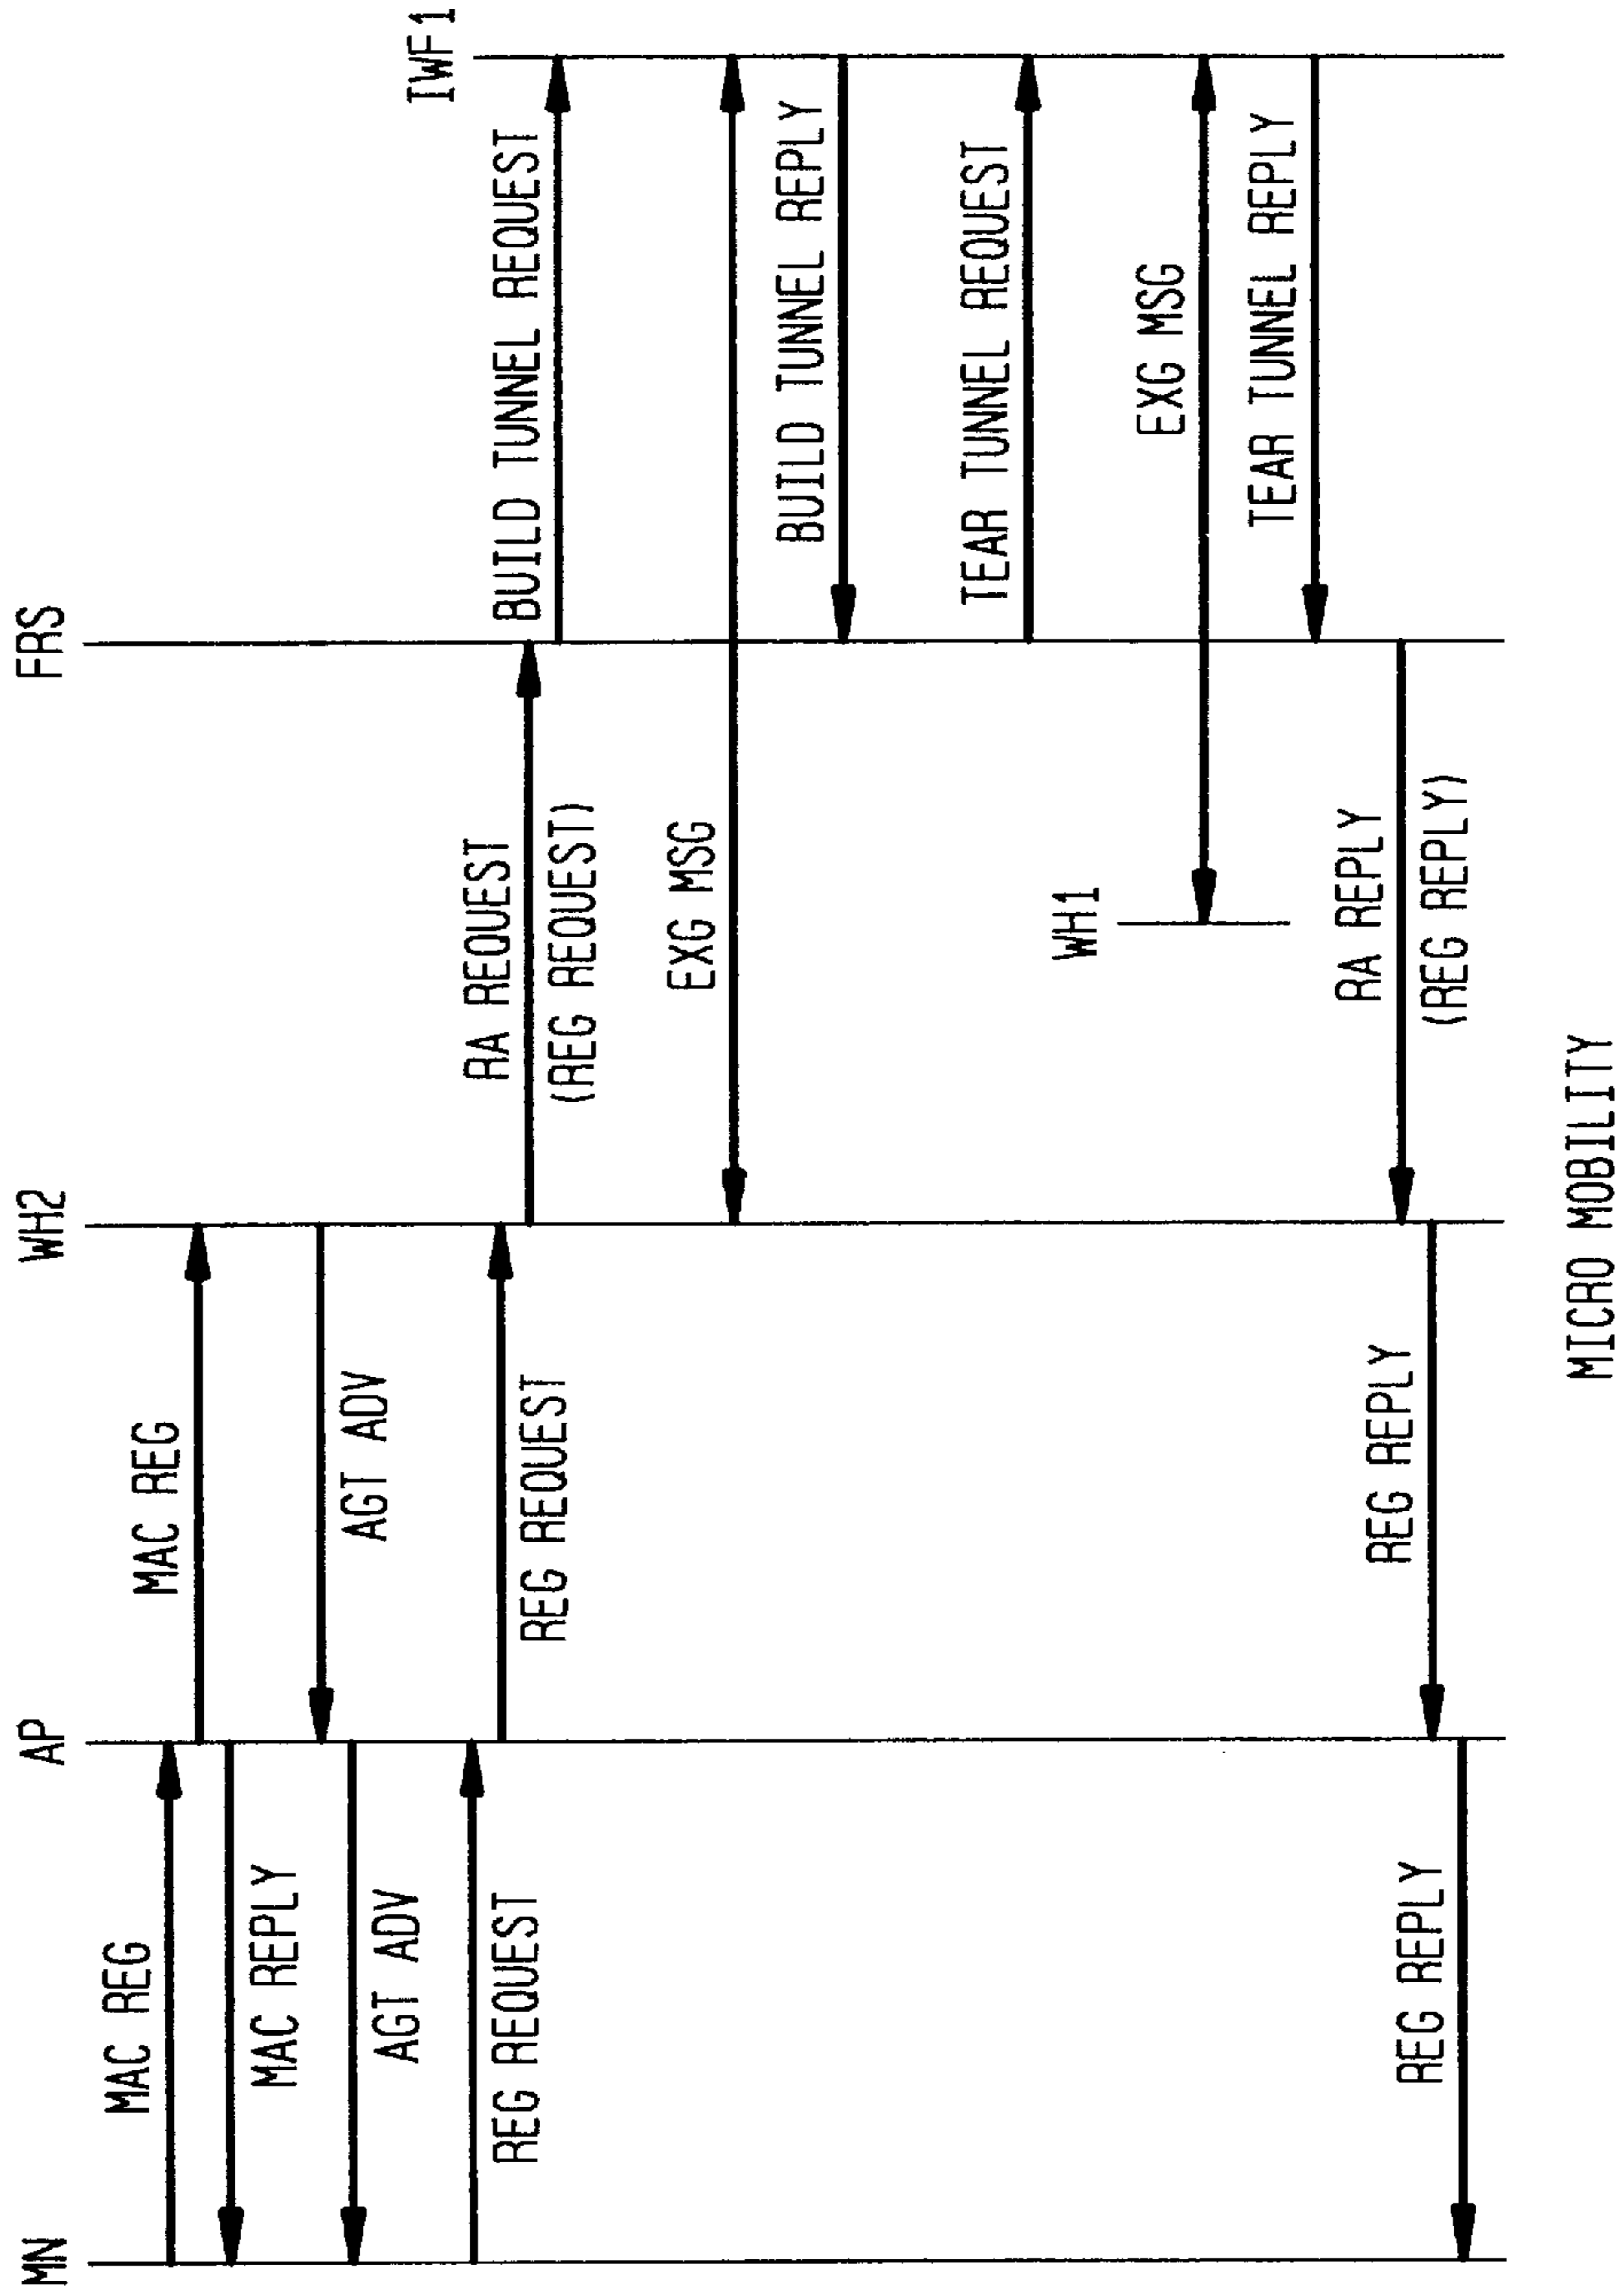 MN
AP
WH2
FRS
IWF1
MAC REG
MAC REG
MAC REPLY
AGT ADV
AGT ADV
REG REQUEST
REG REQUEST
RA REQUEST
(REG REQUEST)
BUILD TUNNEL REQUEST
EXG MSG
BUILD TUNNEL REPLY
TEAR TUNNEL REQUEST
WH1
EXG MSG
TEAR TUNNEL REPLY
RA REPLY
(REG REPLY)
REG REPLY
REG REPLY
MICRO MOBILITY